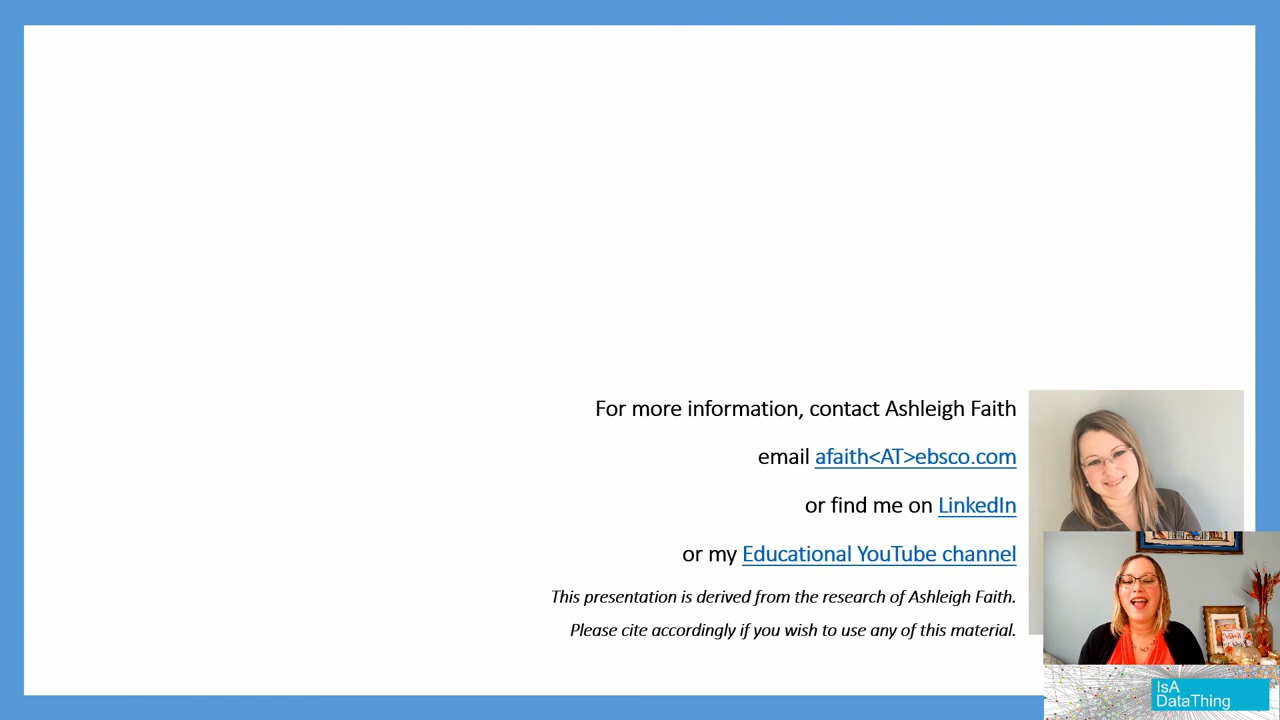 For more information, contact Ashleigh Faith
email afaith<AT>ebsco.com
or find me on LinkedIn
or my Educational YouTube channel
This presentation is derived from the research of Ashleigh Faith.
Please cite accordingly if you wish to use any of this material.
IsA
DataThing